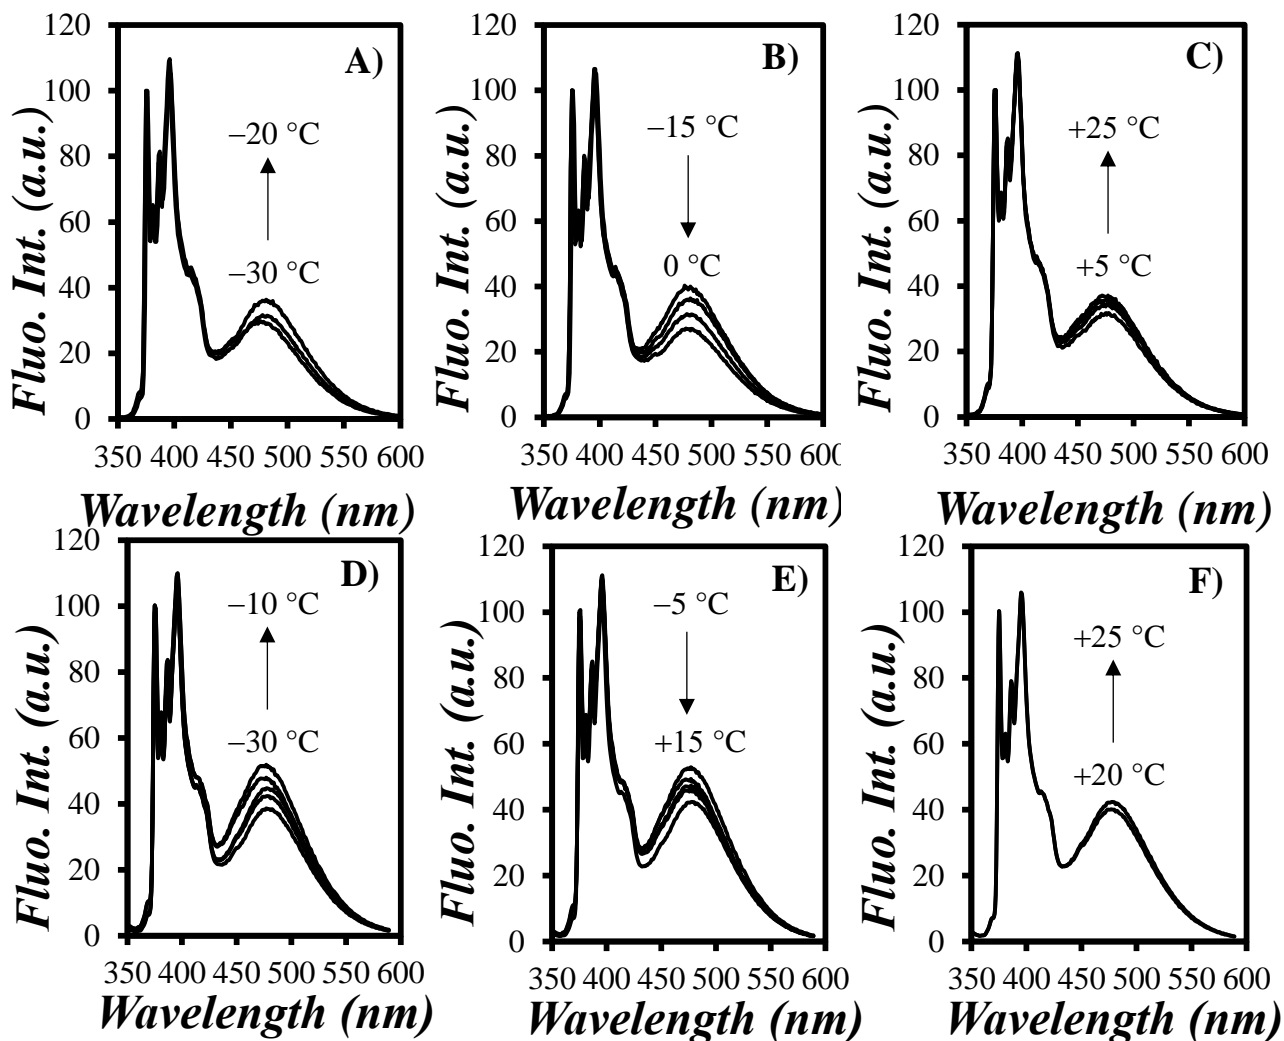 A)
Fluo. Int. (a.u.)
120
100
80
60
40
20
0
−20 °C
−30 °C
350 400 450 500 550 600
Wavelength (nm)
B)
Fluo. Int. (a.u.)
120
100
80
60
40
20
0
−15 °C
0 °C
350 400 450 500 550 600
Wavelength (nm)
C)
Fluo. Int. (a.u.)
120
100
80
60
40
20
0
+25 °C
+5 °C
350 400 450 500 550 600
Wavelength (nm)
D)
Fluo. Int. (a.u.)
120
100
80
60
40
20
0
−10 °C
−30 °C
350 400 450 500 550 600
Wavelength (nm)
E)
Fluo. Int. (a.u.)
120
100
80
60
40
20
0
−5 °C
+15 °C
350 400 450 500 550 600
Wavelength (nm)
F)
Fluo. Int. (a.u.)
120
100
80
60
40
20
0
+25 °C
+20 °C
350 400 450 500 550 600
Wavelength (nm)